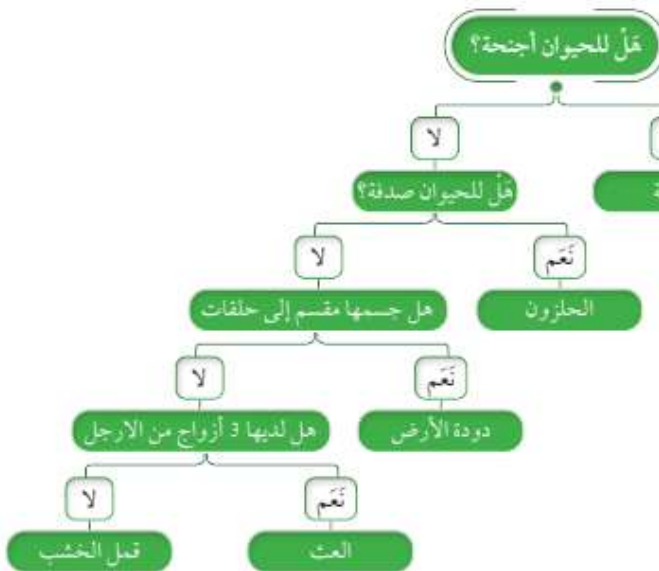 هَلْ للحيوان أجنحة؟
لا
هَلْ للحيوان صدفة؟
ة
نَعَم
لا
الحلزون
هل جسمها مقسم إلى حلقات
نَعَم
لا
دودة الأرض
هل لديها 3 أزواج من الارجل
نَعَم
لا
العث
قمل الخشب